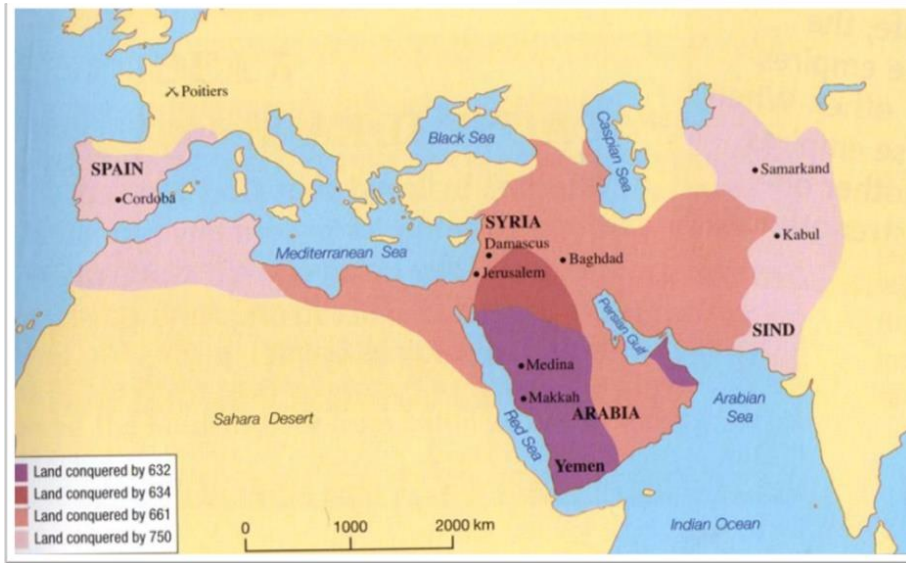 Poitiers
Black Sea
Caspian Sea
SPAIN
Samarkand
Cordoba
SYRIA
Kabul
Mediterranean Sea
Damascus
Baghdad
Jerusalem
Persian Gulf
SIND
Medina
Makkah
ARABIA
Arabian
Sea
Sahara Desert
Red Sea
Yemen
Land conquered by 632
Land conquered by 634
Land conquered by 661
Land conquered by 750
0 1000 2000 km
Indian Ocean